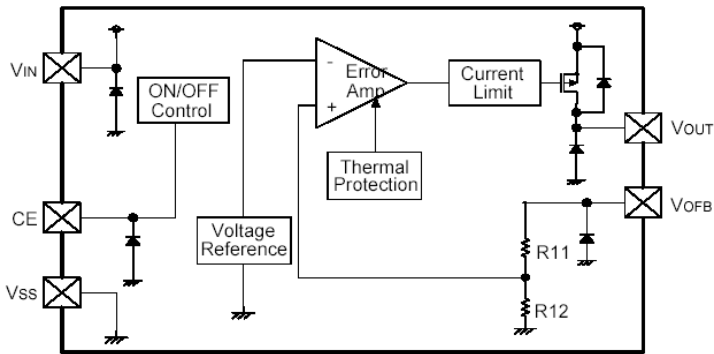 VIN
ON/OFF
Control
-
Error
Amp
+
Current
Limit
VOUT
Thermal
Protection
CE
Voltage
Reference
VOFB
R11
VSS
R12